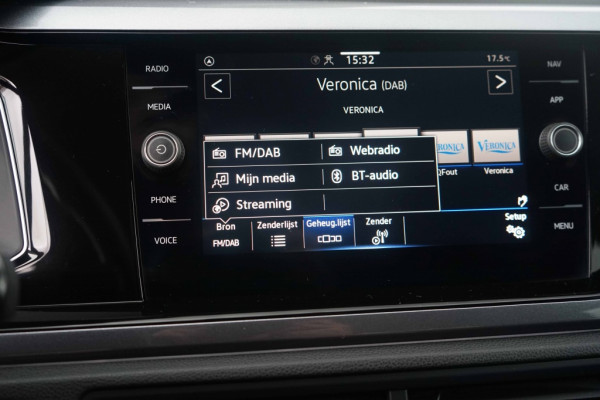 RADIO
MEDIA
PHONE
VOICE
NAV
APP
CAR
MENU
15:32
17.5°C
< Veronica (DAB) >
VERONICA
FM/DAB Webradio
Mijn media BT-audio
Streaming
VERONICA
Fout Veronica
Bron Zenderlijst Geheug.lijst Zender Setup
FM/DAB